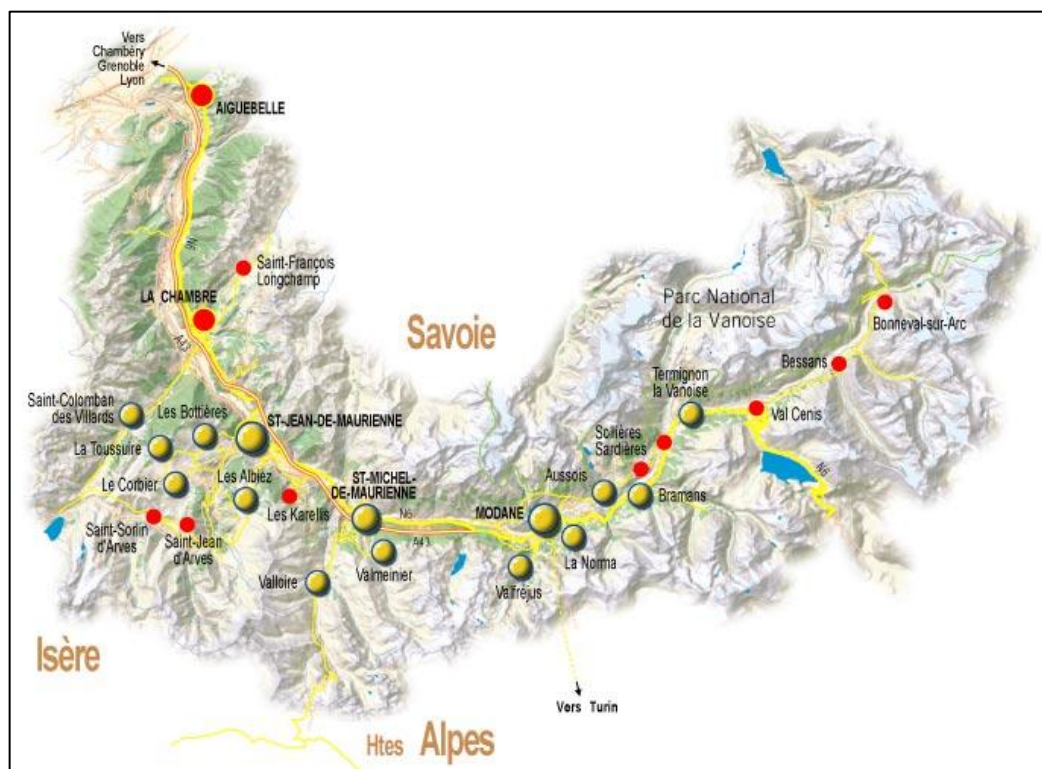 Vers
Chambéry
Grenoble
Lyon
AIGUEBELLE
N6
Saint-François
Longchamp
LA CHAMBRE
A43
Savoie
Parc National
de la Vanoise
Bonneval-sur-Arc
Bessans
Termignon
la Vanoise
Val Cenis
Saint-Colomban
des Villards
Les Bottières
ST-JEAN-DE-MAURIENNE
La Toussuire
Sollières
Sardières
N6
Les Albiez
ST-MICHEL-
DE-MAURIENNE
Aussois
Le Corbier
Les Karellis
N6
MODANE
Bramans
Saint-Sorlin
d'Arves
Saint-Jean
d'Arves
A43
La Norma
Valloire
Valmeinier
Valfréjus
Isère
Vers Turin
Htes Alpes